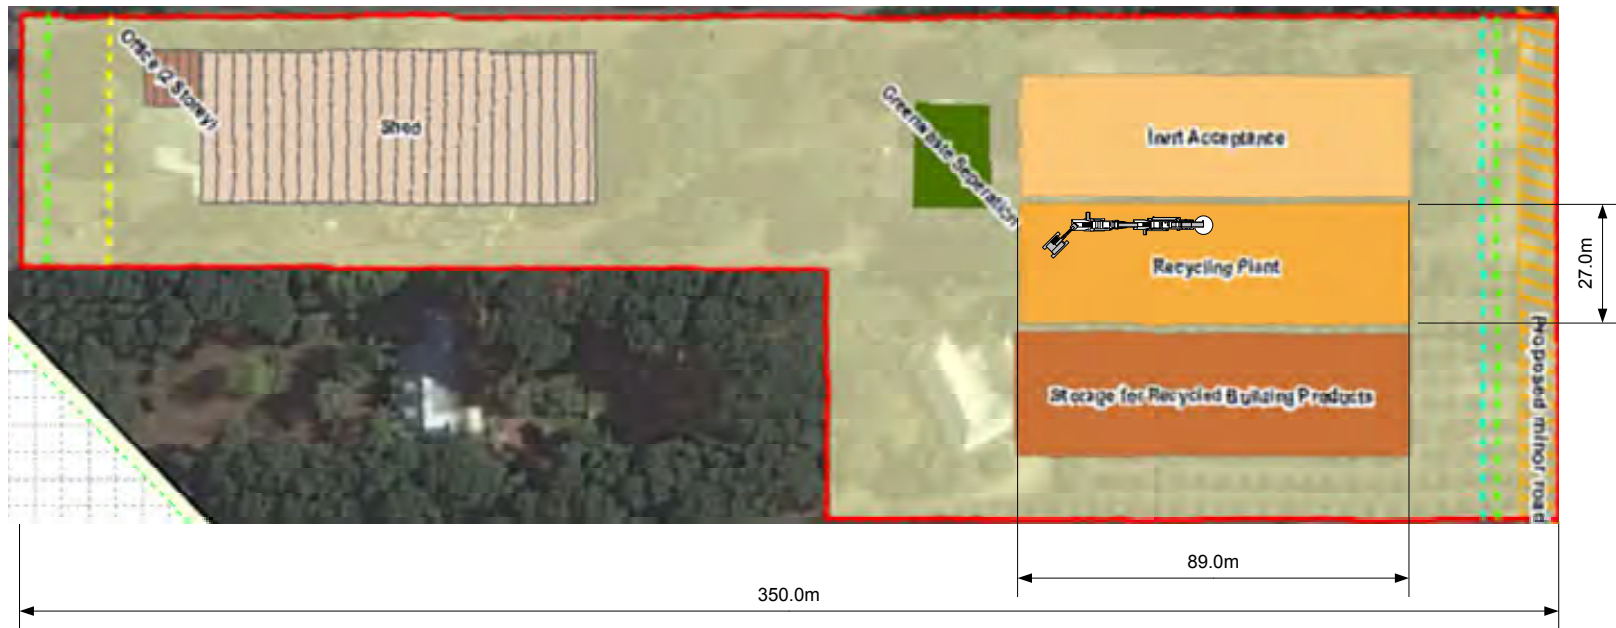 Office (2 Storey)
Shed
Greenwaste Seperation
Inert Acceptance
Recycling Plant
Storage for Recycled Building Products
Proposed minor road
27.0m
89.0m
350.0m